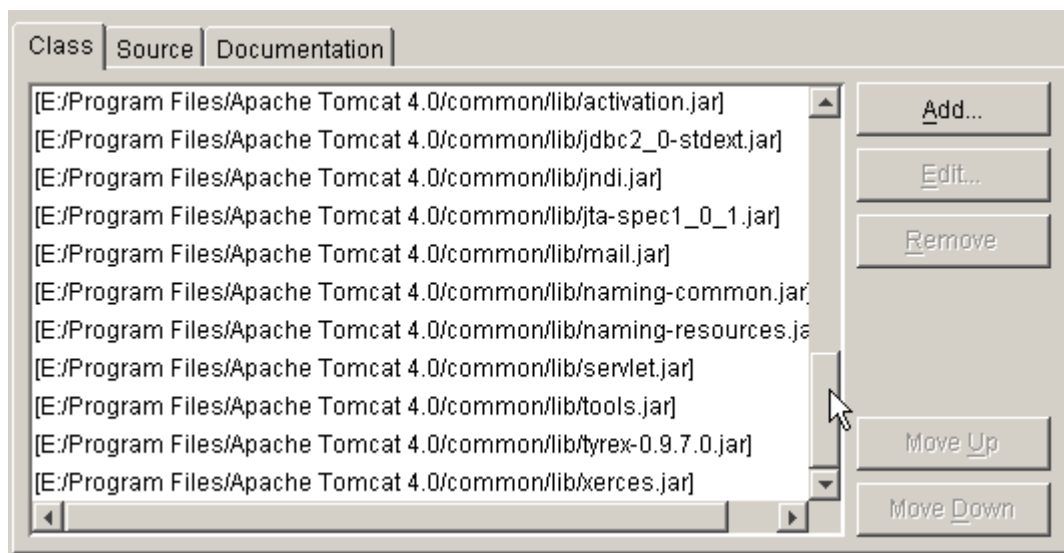 Class Source Documentation
[E:/Program Files/Apache Tomcat 4.0/common/lib/activation.jar]
[E:/Program Files/Apache Tomcat 4.0/common/lib/jdbc2_0-stdext.jar]
[E:/Program Files/Apache Tomcat 4.0/common/lib/jndi.jar]
[E:/Program Files/Apache Tomcat 4.0/common/lib/jta-spec1_0_1.jar]
[E:/Program Files/Apache Tomcat 4.0/common/lib/mail.jar]
[E:/Program Files/Apache Tomcat 4.0/common/lib/naming-common.jar]
[E:/Program Files/Apache Tomcat 4.0/common/lib/naming-resources.ja
[E:/Program Files/Apache Tomcat 4.0/common/lib/servlet.jar]
[E:/Program Files/Apache Tomcat 4.0/common/lib/tools.jar]
[E:/Program Files/Apache Tomcat 4.0/common/lib/tyrex-0.9.7.0.jar]
[E:/Program Files/Apache Tomcat 4.0/common/lib/xerces.jar]
Add...
Edit...
Remove
Move Up
Move Down